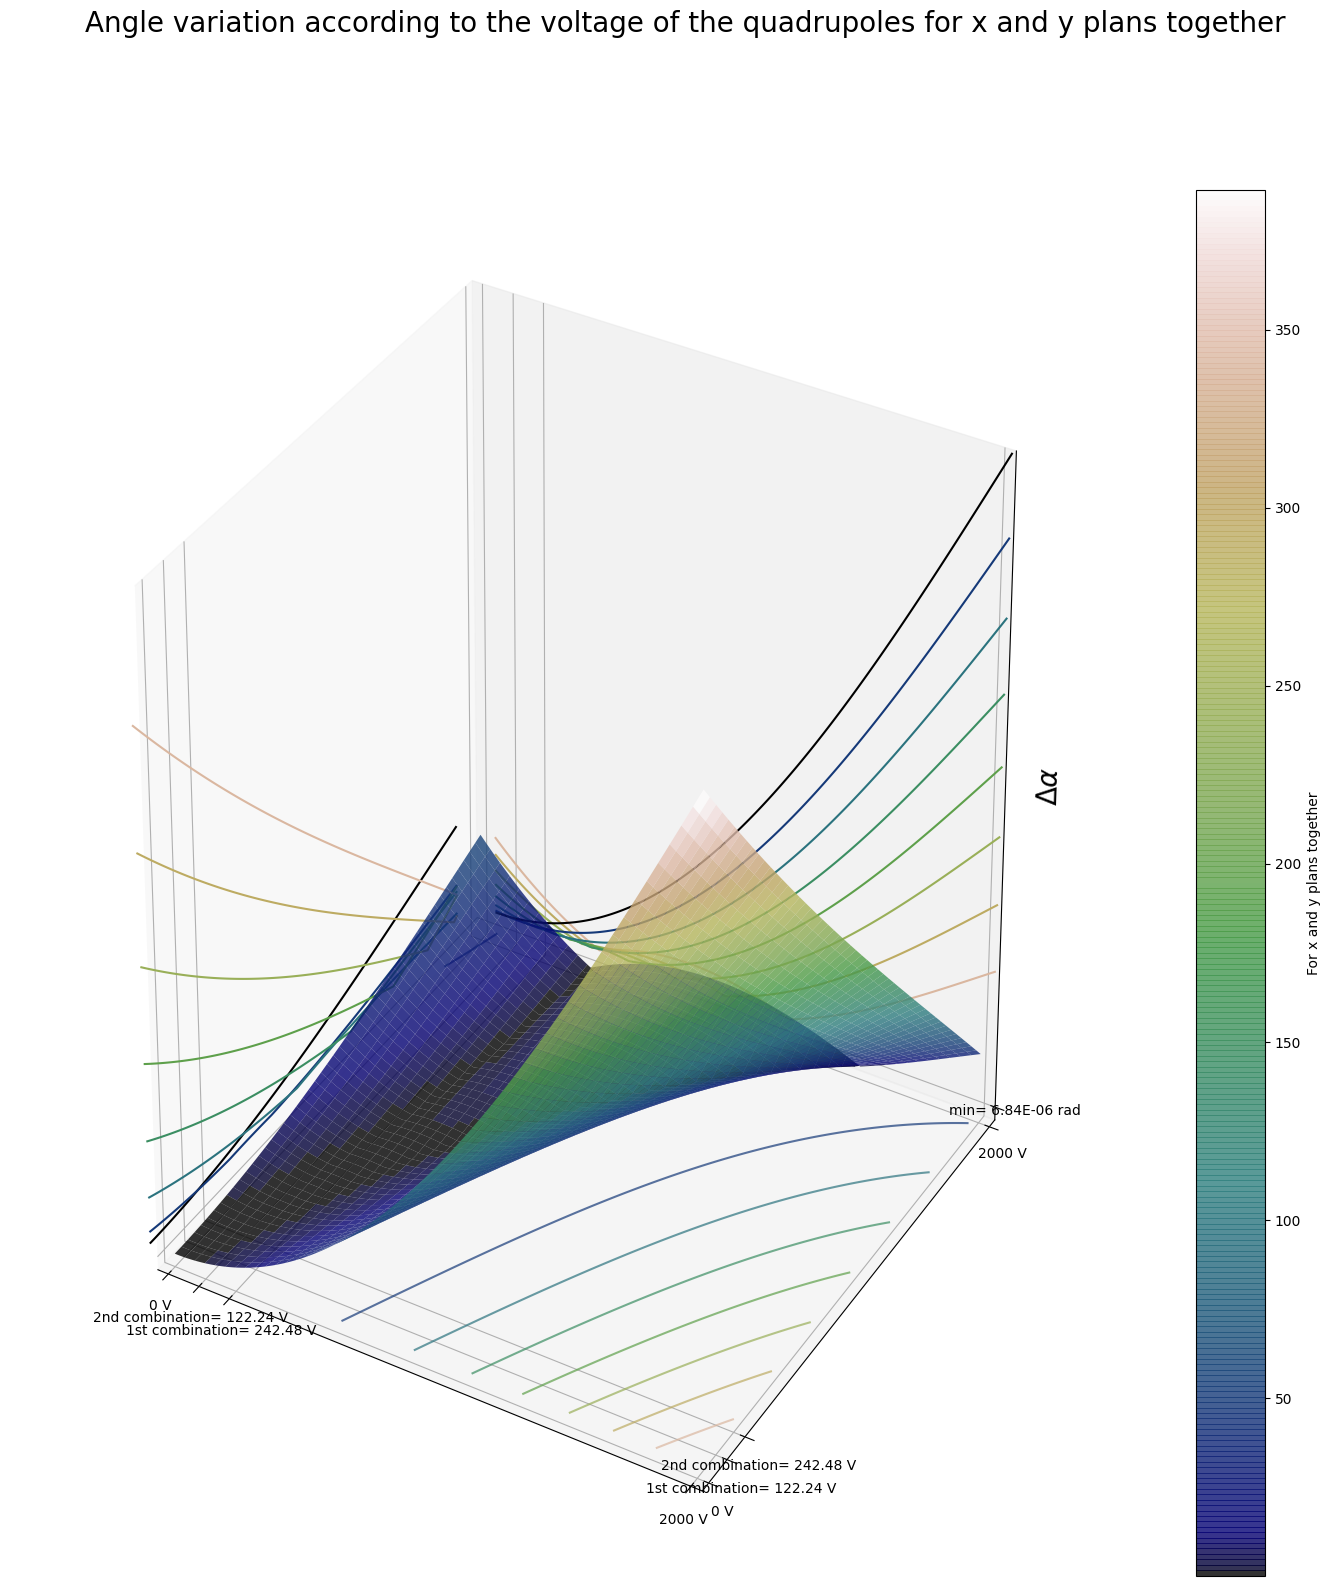 Angle variation according to the voltage of the quadrupoles for x and y plans together
350
300
250
200
150
100
50
For x and y plans together
Δα
min= 6.84E-06 rad
2000 V
0 V
2nd combination= 122.24 V
1st combination= 242.48 V
2nd combination= 242.48 V
1st combination= 122.24 V
0 V
2000 V